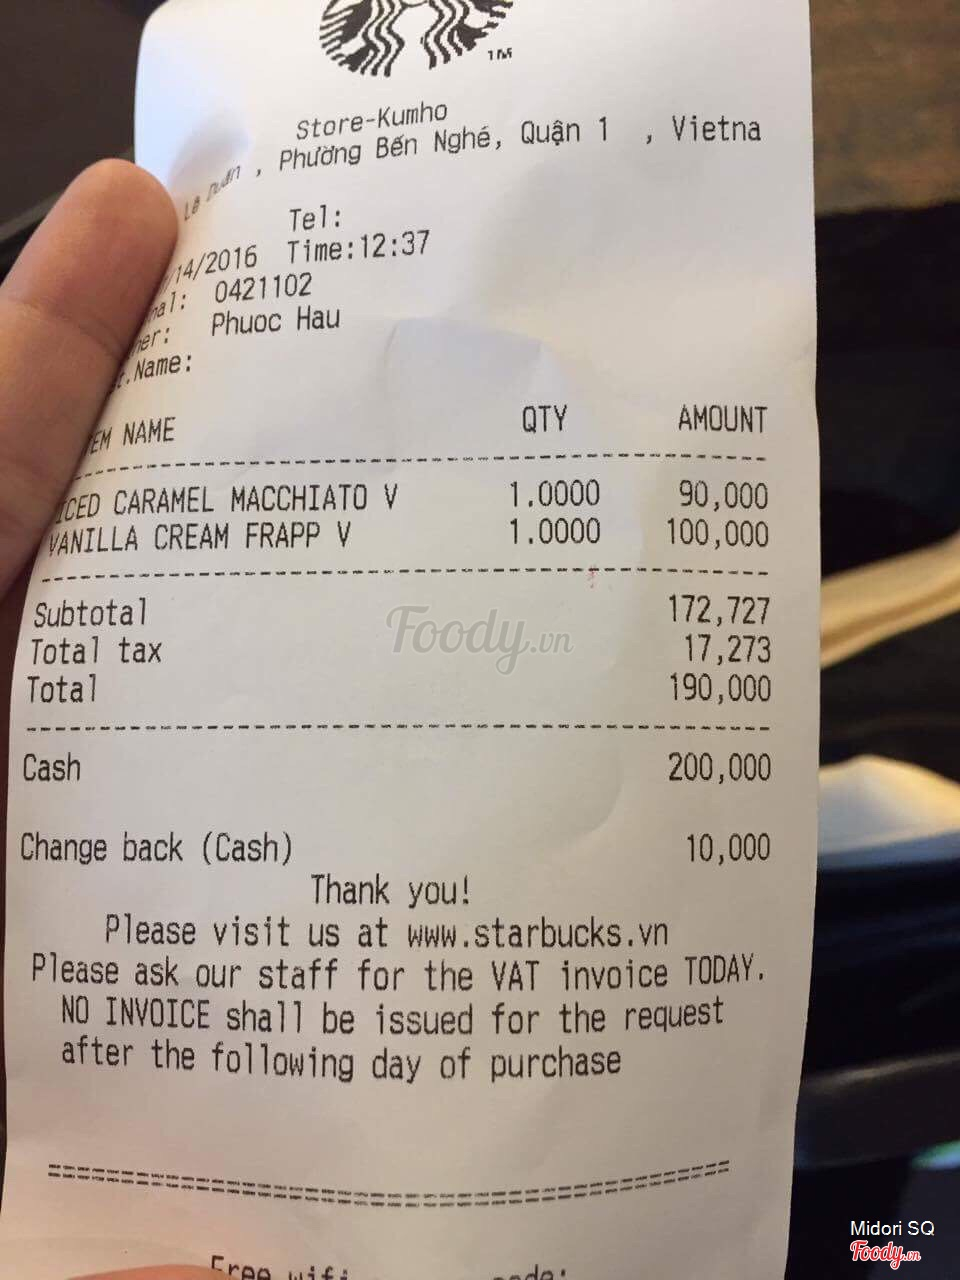 TM
Store-Kumho
Lê Duẩn , Phường Bến Nghé, Quận 1 , Vietna
Tel:
/14/2016 Time:12:37
nal: 0421102
her: Phuoc Hau
t.Name:
EM NAME QTY AMOUNT
ICED CARAMEL MACCHIATO V 1.0000 90,000
VANILLA CREAM FRAPP V 1.0000 100,000
Subtotal 172,727
Total tax 17,273
Total 190,000
Foody.vn
Cash 200,000
Change back (Cash) 10,000
Thank you!
Please visit us at www.starbucks.vn
Please ask our staff for the VAT invoice TODAY.
NO INVOICE shall be issued for the request
after the following day of purchase
Free wifi
Midori SQ
Foody.vn